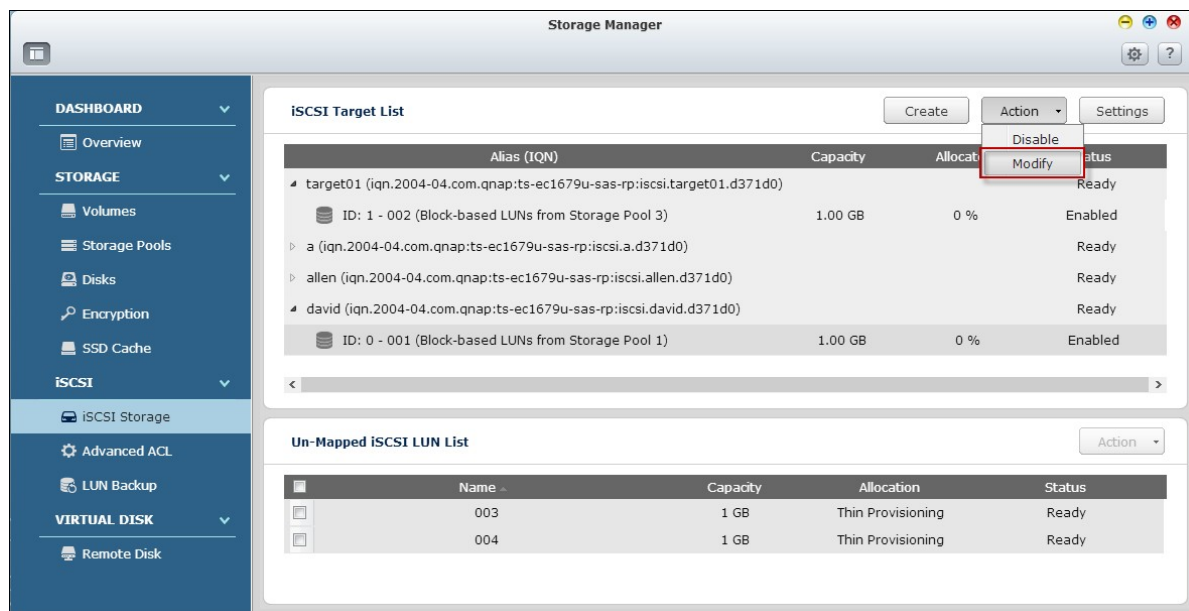 Storage Manager
?
DASHBOARD
Overview
STORAGE
Volumes
Storage Pools
Disks
Encryption
SSD Cache
iSCSI
iSCSI Storage
Advanced ACL
LUN Backup
VIRTUAL DISK
Remote Disk
iSCSI Target List
Create Action Settings
Disable
Modify
Alias (IQN) Capacity
target01 (iqn.2004-04.com.qnap:ts-ec1679u-sas-rp:iscsi.target01.d371d0) Ready
ID: 1 - 002 (Block-based LUNs from Storage Pool 3) 1.00 GB 0 % Enabled
a (iqn.2004-04.com.qnap:ts-ec1679u-sas-rp:iscsi.a.d371d0) Ready
allen (iqn.2004-04.com.qnap:ts-ec1679u-sas-rp:iscsi.allen.d371d0) Ready
david (iqn.2004-04.com.qnap:ts-ec1679u-sas-rp:iscsi.david.d371d0) Ready
ID: 0 - 001 (Block-based LUNs from Storage Pool 1) 1.00 GB 0 % Enabled
Un-Mapped iSCSI LUN List Action
Name Capacity Allocation Status
003 1 GB Thin Provisioning Ready
004 1 GB Thin Provisioning Ready